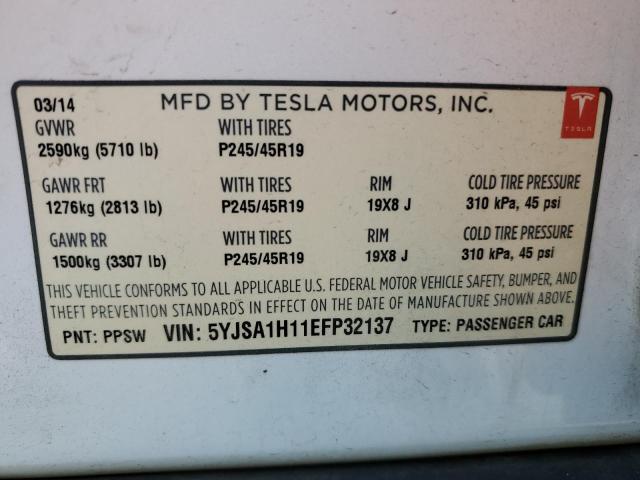 03/14 MFD BY TESLA MOTORS, INC.
TESLA
GVWR WITH TIRES
2590kg (5710 lb) P245/45R19
GAWR FRT WITH TIRES RIM COLD TIRE PRESSURE
1276kg (2813 lb) P245/45R19 19X8 J 310 kPa, 45 psi
GAWR RR WITH TIRES RIM COLD TIRE PRESSURE
1500kg (3307 lb) P245/45R19 19X8 J 310 kPa, 45 psi
THIS VEHICLE CONFORMS TO ALL APPLICABLE U.S. FEDERAL MOTOR VEHICLE SAFETY, BUMPER, AND
THEFT PREVENTION STANDARDS IN EFFECT ON THE DATE OF MANUFACTURE SHOWN ABOVE.
PNT: PPSW VIN: 5YJSA1H11EFP32137 TYPE: PASSENGER CAR